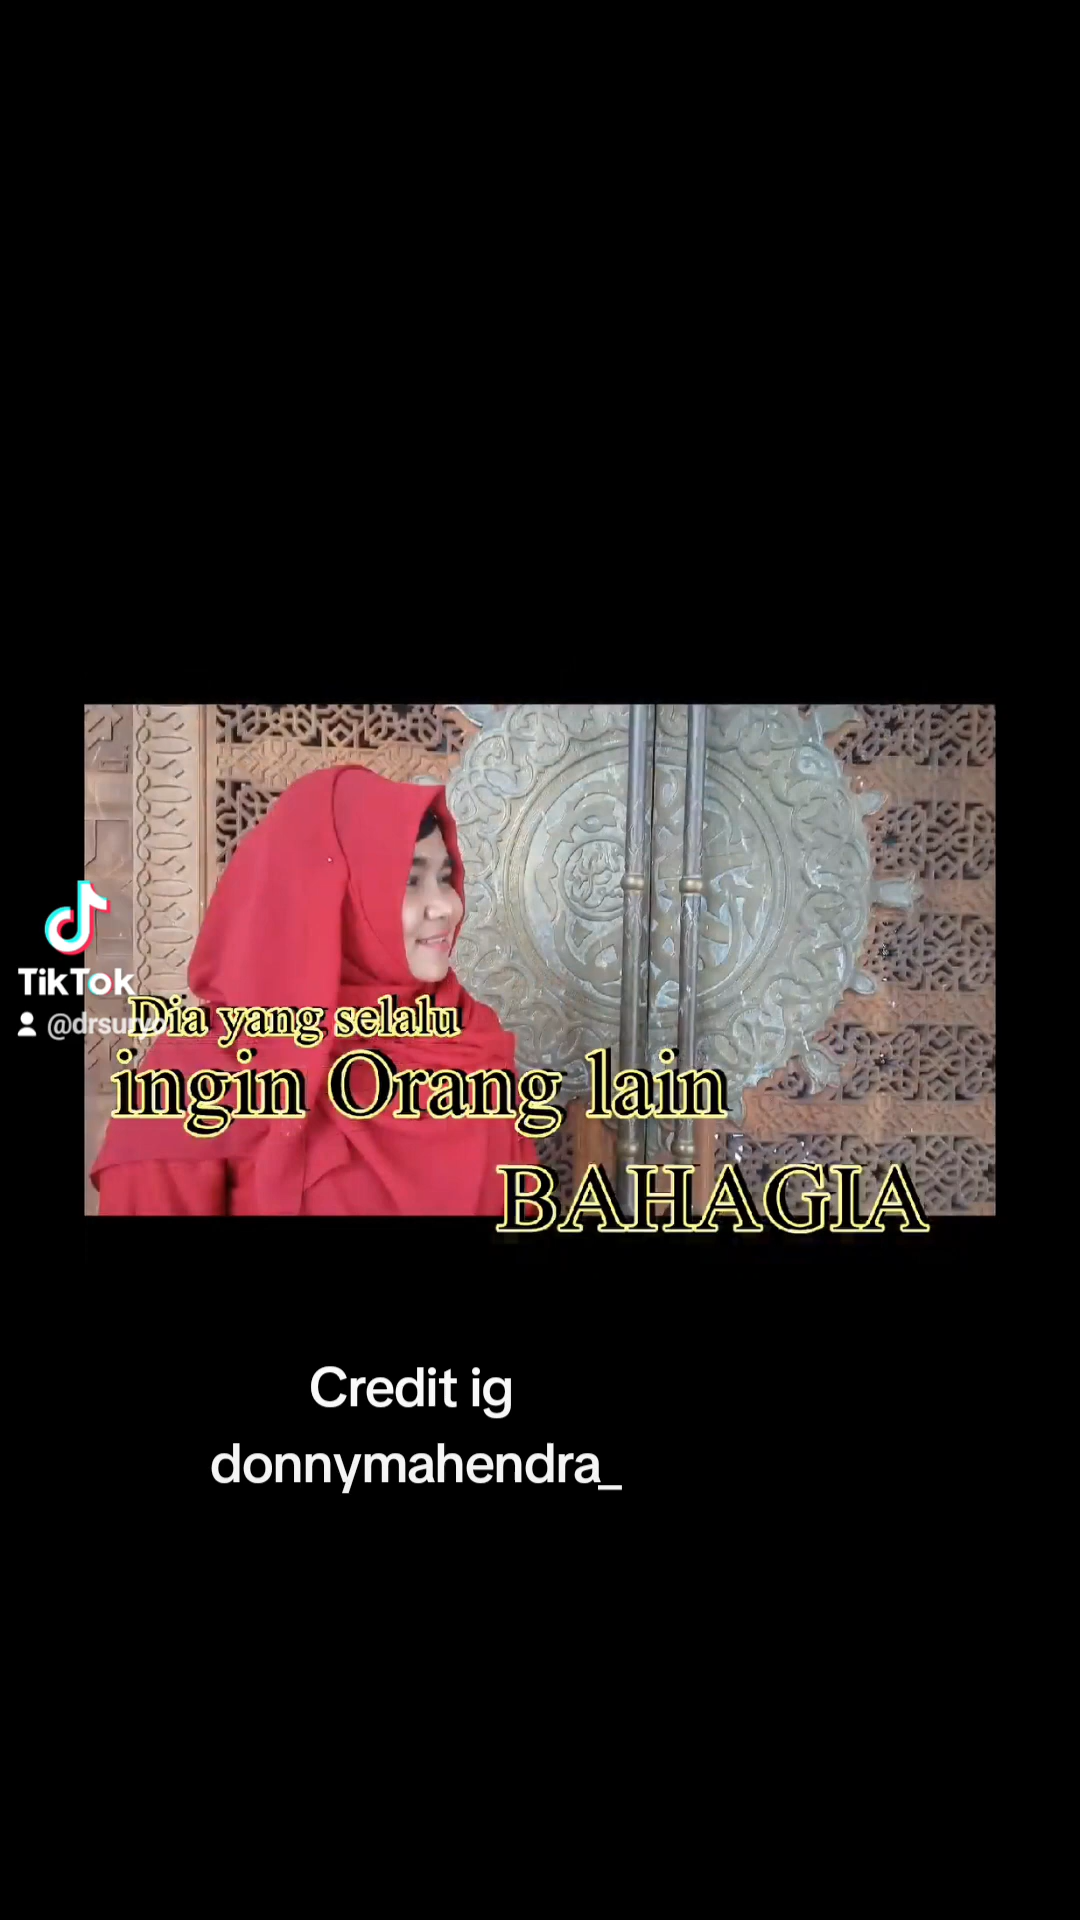 TikTok
Dia yang selalu
ingin Orang lain
BAHAGIA
Credit ig
donnymahendra_